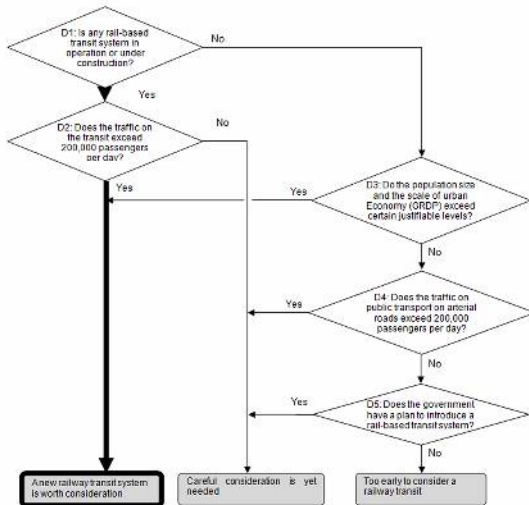 D1: Is any rail-based
transit system in
operation or under
construction?
No
Yes
D2: Does the traffic on
the transit exceed
200,000 passengers
per day?
No
Yes
D3: Do the population size
and the scale of urban
Economy (GRDP) exceed
certain justifiable levels?
Yes
No
D4: Does the traffic on
public transport on arterial
roads exceed 200,000
passengers per day?
Yes
No
D5: Does the government
have a plan to introduce a
rail-based transit system?
Yes
No
A new railway transit system
is worth consideration
Careful consideration is yet
needed
Too early to consider a
railway transit